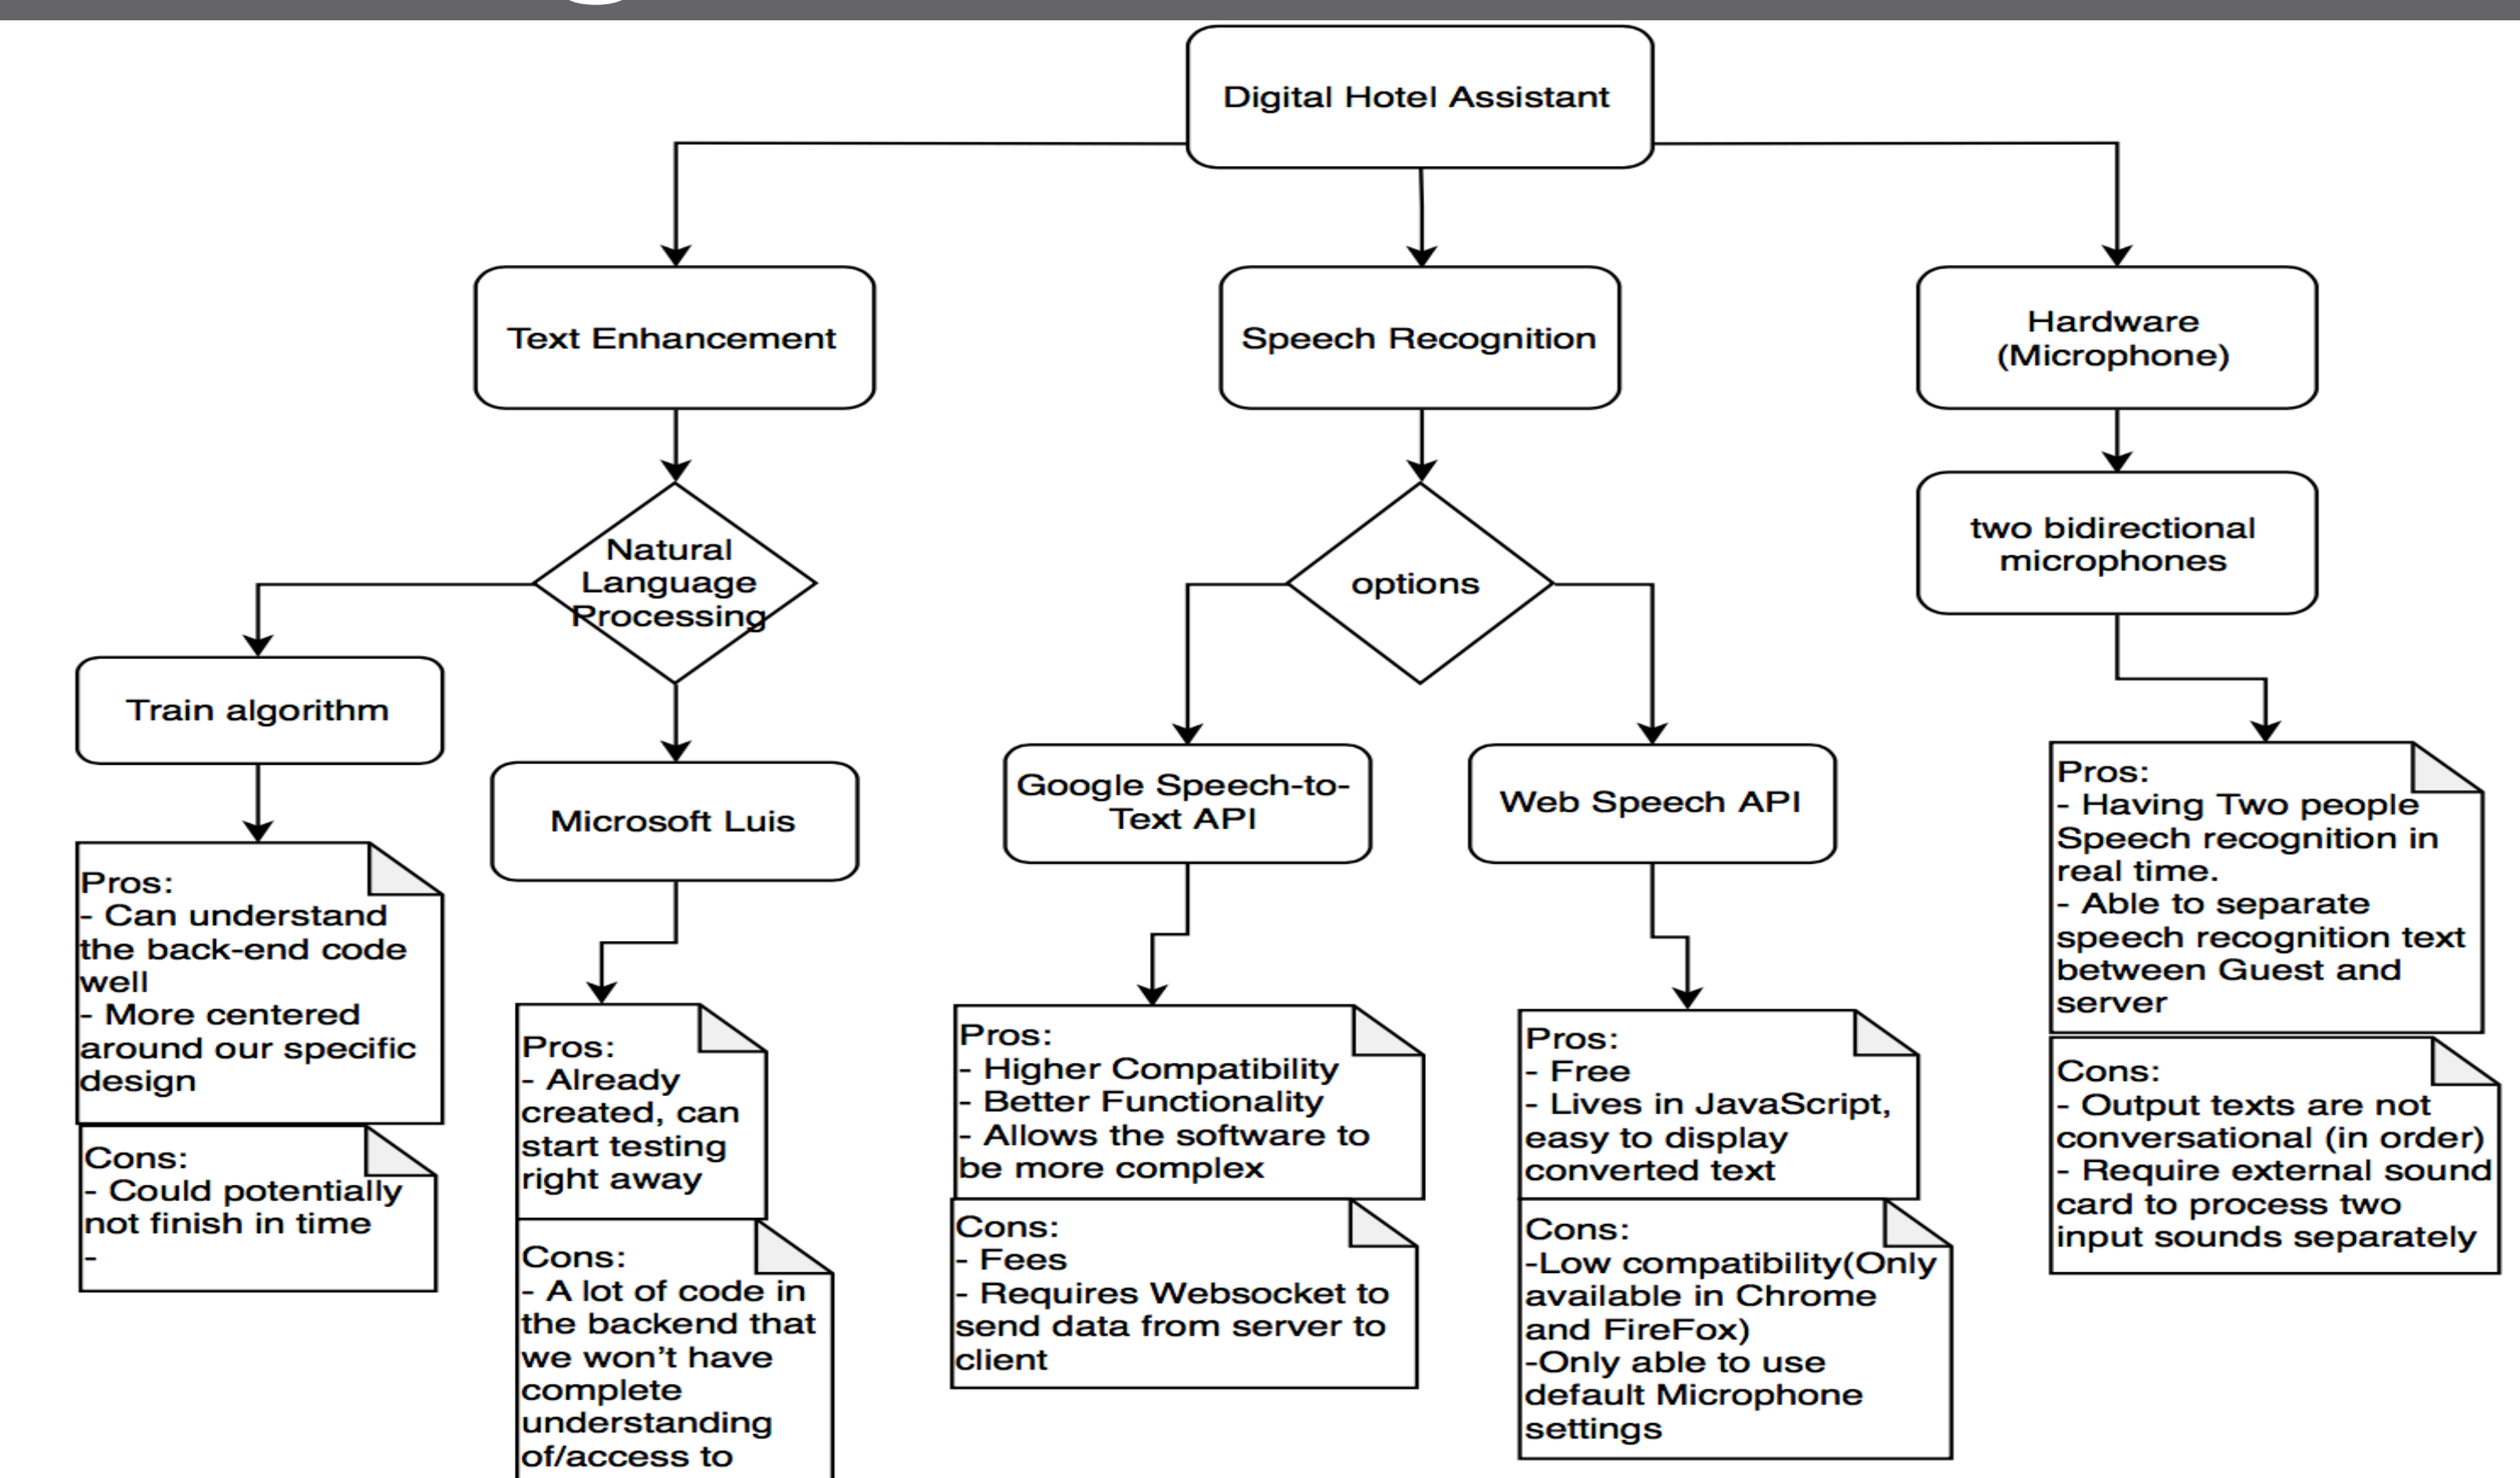 Digital Hotel Assistant
Text Enhancement
Speech Recognition
Hardware
(Microphone)
Natural
Language
Processing
options
two bidirectional
microphones
Train algorithm
Microsoft Luis
Google Speech-to-
Text API
Web Speech API
Pros:
- Can understand
the back-end code
well
- More centered
around our specific
design
Cons:
- Could potentially
not finish in time
-
Pros:
- Already
created, can
start testing
right away
Cons:
- A lot of code in
the backend that
we won’t have
complete
understanding
of/access to
Pros:
- Higher Compatibility
- Better Functionality
- Allows the software to
be more complex
Cons:
- Fees
- Requires Websocket to
send data from server to
client
Pros:
- Free
- Lives in JavaScript,
easy to display
converted text
Cons:
-Low compatibility(Only
available in Chrome
and FireFox)
-Only able to use
default Microphone
settings
Pros:
- Having Two people
Speech recognition in
real time.
- Able to separate
speech recognition text
between Guest and
server
Cons:
- Output texts are not
conversational (in order)
- Require external sound
card to process two
input sounds separately